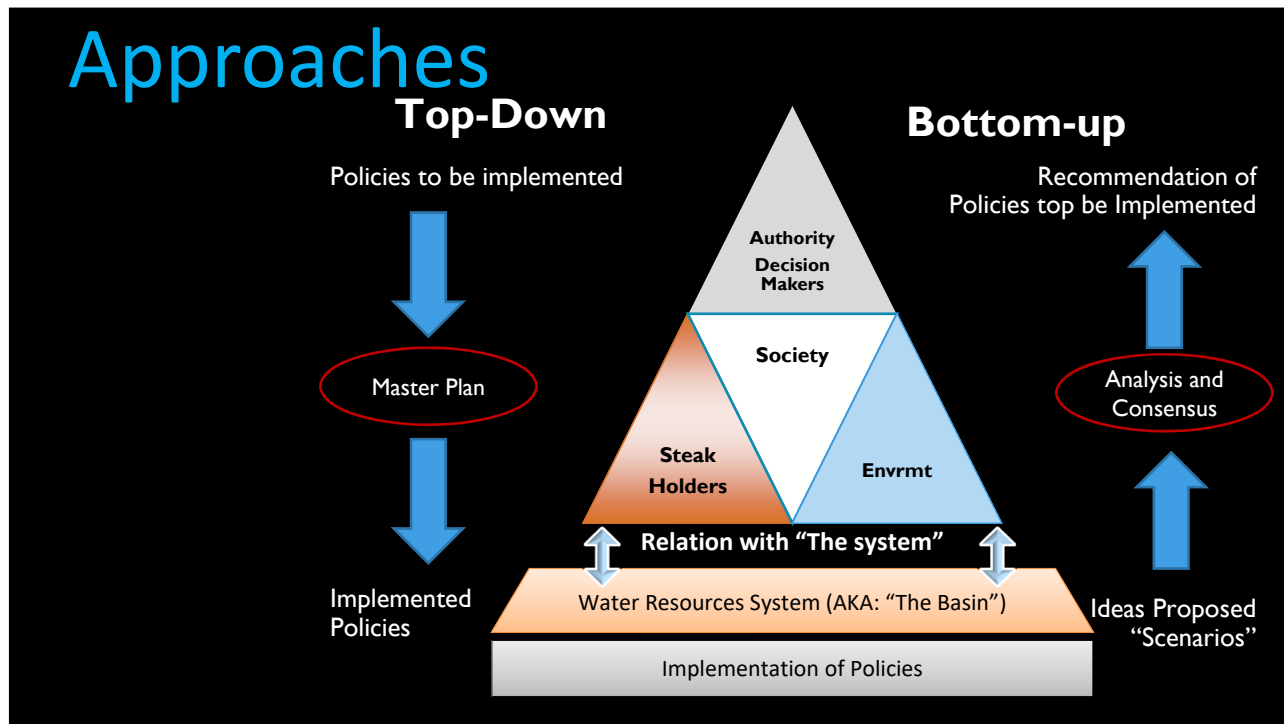 Approaches
Top-Down
Policies to be implemented
Master Plan
Implemented
Policies
Authority
Decision
Makers
Society
Steak
Holders
Envrmt
Relation with “The system”
Water Resources System (AKA: “The Basin”)
Implementation of Policies
Bottom-up
Recommendation of
Policies top be Implemented
Analysis and
Consensus
Ideas Proposed
“Scenarios”